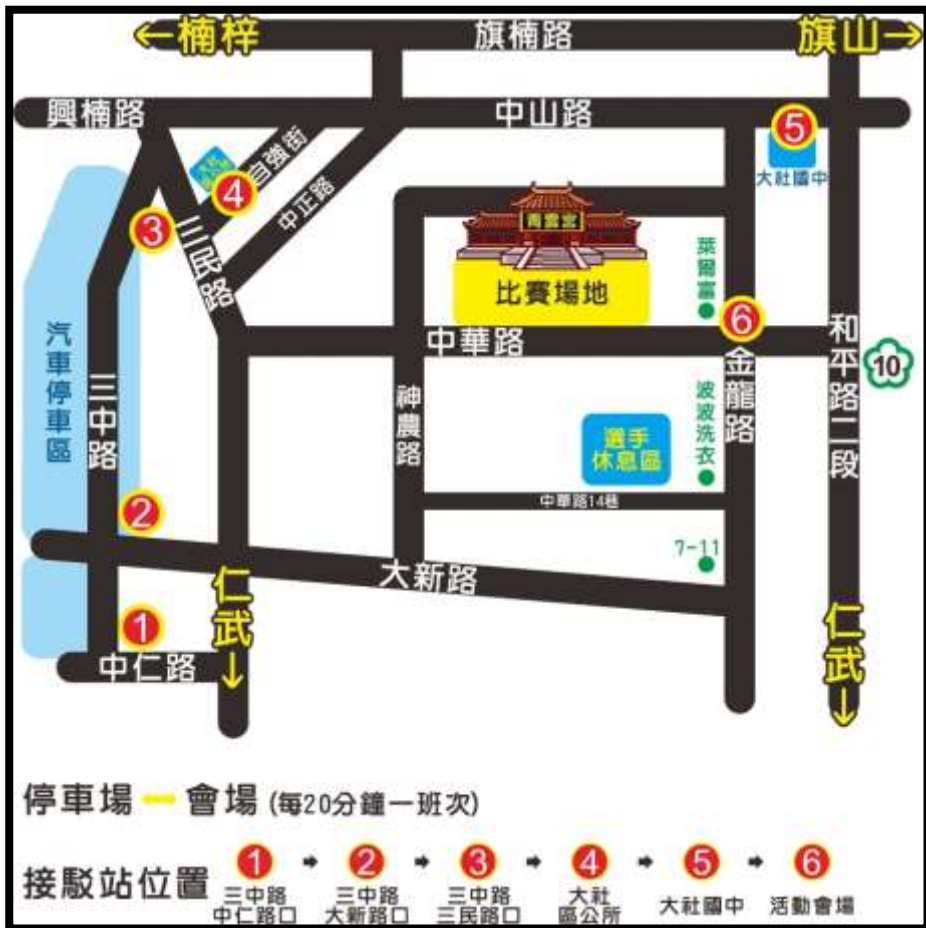 ←楠梓
旗楠路
旗山→
興楠路
中山路
5
大社國中
大社
區公所
4
自強街
中正路
3
三民路
青雲宮
比賽場地
萊爾富
6
中華路
和平路二段
10
汽車停車區
三中路
神農路
選手
休息區
波波洗衣
金龍路
中華路14巷
2
7-11
大新路
仁武↓
仁武↓
1
中仁路
停車場 會場 (每20分鐘一班次)
接駁站位置
1 → 2 → 3 → 4 → 5 → 6
三中路
中仁路口
三中路
大新路口
三中路
三民路口
大社
區公所
大社國中
活動會場